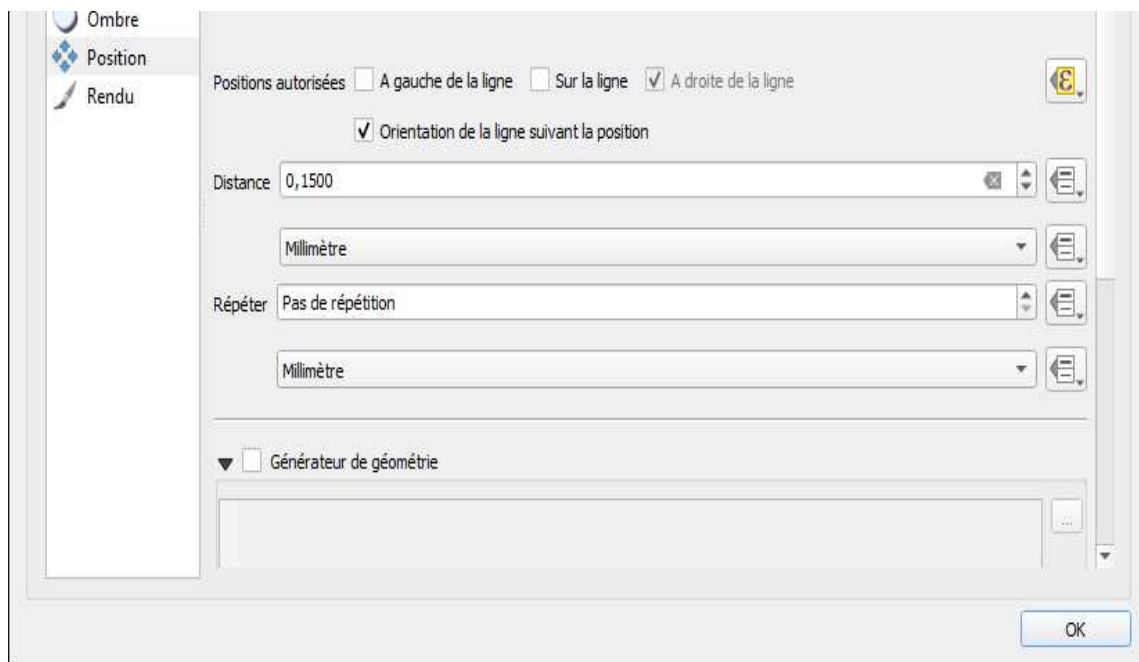 Ombre
Position
Rendu
Positions autorisées A gauche de la ligne Sur la ligne A droite de la ligne
Orientation de la ligne suivant la position
Distance 0,1500
Millimètre
Répéter Pas de répétition
Millimètre
Générateur de géométrie
...
OK